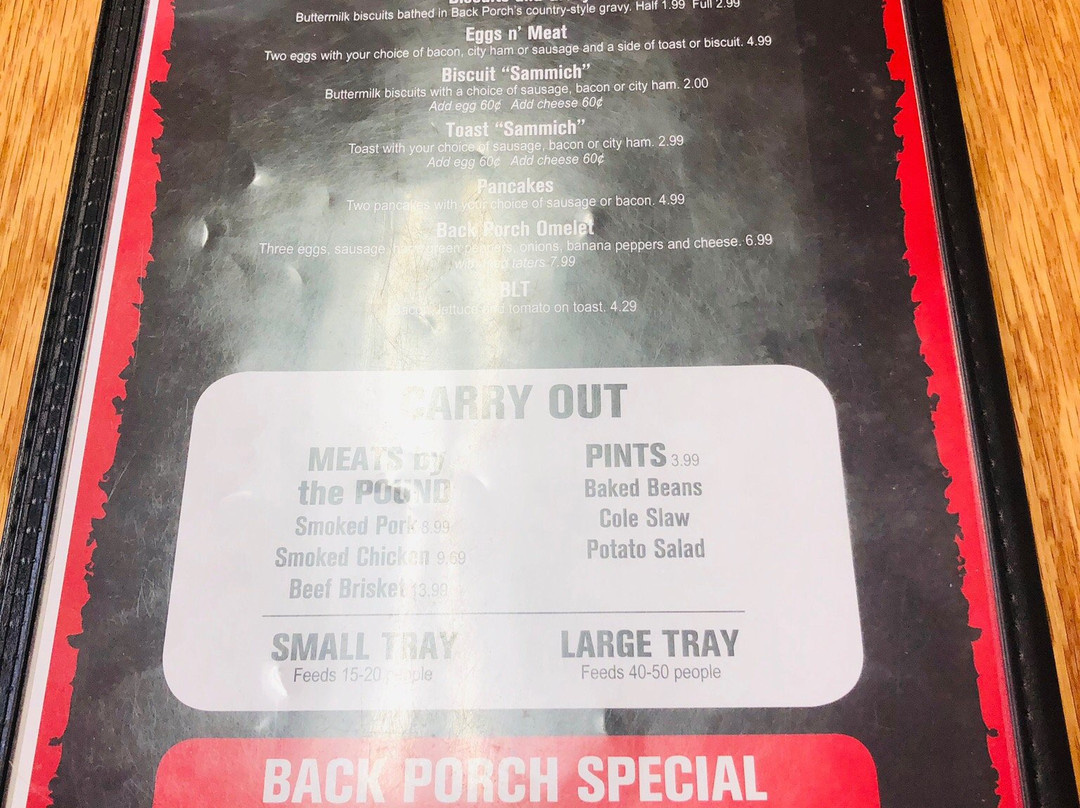 Buttermilk biscuits bathed in Back Porch's country-style gravy. Half 1.99 Full 2.99
Eggs n' Meat
Two eggs with your choice of bacon, city ham or sausage and a side of toast or biscuit. 4.99
Biscuit "Sammich"
Buttermilk biscuits with a choice of sausage, bacon or city ham. 2.00
Add egg 60¢ Add cheese 60¢
Toast "Sammich"
Toast with your choice of sausage, bacon or city ham. 2.99
Add egg 60¢ Add cheese 60¢
Pancakes
Two pancakes with your choice of sausage or bacon. 4.99
Back Porch Omelet
Three eggs, sausage, ham, green peppers, onions, banana peppers and cheese. 6.99
taters 7.99
BLT
Bacon, lettuce and tomato on toast. 4.29
CARRY OUT
MEATS by
the POUND
Smoked Pork 8.99
Smoked Chicken 9.69
Beef Brisket 13.99
PINTS 3.99
Baked Beans
Cole Slaw
Potato Salad
SMALL TRAY
Feeds 15-20 people
LARGE TRAY
Feeds 40-50 people
BACK PORCH SPECIAL